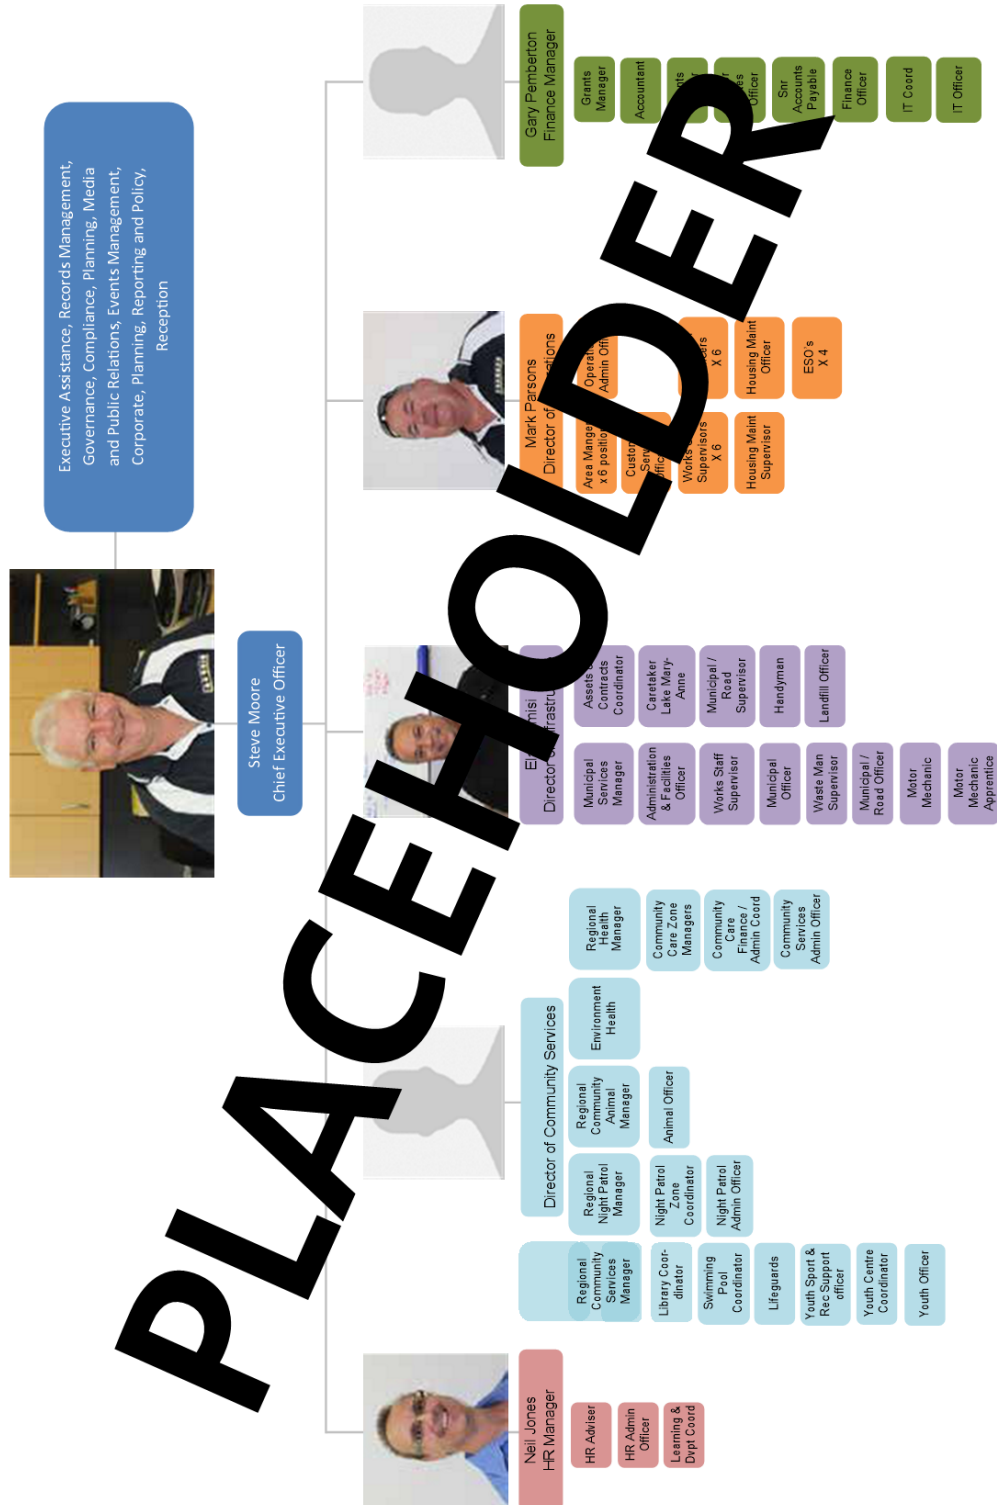 Executive Assistance, Records Management,
Governance, Compliance, Planning, Media
and Public Relations, Events Management,
Corporate, Planning, Reporting and Policy,
Reception
Steve Moore
Chief Executive Officer
Neil Jones
HR Manager
HR Adviser
HR Admin
Officer
Learning &
Dvpt Coord
Director of Community Services
Regional
Community
Services
Manager
Library Coor-
dinator
Swimming
Pool
Coordinator
Lifeguards
Youth Sport &
Rec Support
officer
Youth Centre
Coordinator
Youth Officer
Regional
Night Patrol
Manager
Night Patrol
Zone
Coordinator
Night Patrol
Admin Officer
Regional
Community
Animal
Manager
Animal Officer
Environment
Health
Regional
Health
Manager
Community
Care Zone
Managers
Community
Care
Finance /
Admin Coord
Community
Services
Admin Officer
Director
Municipal
Services
Manager
Administration
& Facilities
Officer
Works Staff
Supervisor
Municipal
Officer
Waste Man
Supervisor
Municipal /
Road Officer
Motor
Mechanic
Motor
Mechanic
Apprentice
Assets
Contracts
Coordinator
Caretaker
Lake Mary-
Anne
Municipal /
Road
Supervisor
Handyman
Landfill Officer
Mark Parsons
Director of
Area
x 6
Works
Supervisors
X 6
Housing Maint
Supervisor
Admin
X 6
Housing Maint
Officer
ESO's
X 4
Gary Pemberton
Finance Manager
Grants
Manager
Accountant
Officer
Snr
Accounts
Payable
Finance
Officer
IT Coord
IT Officer
PLACEHOLDER